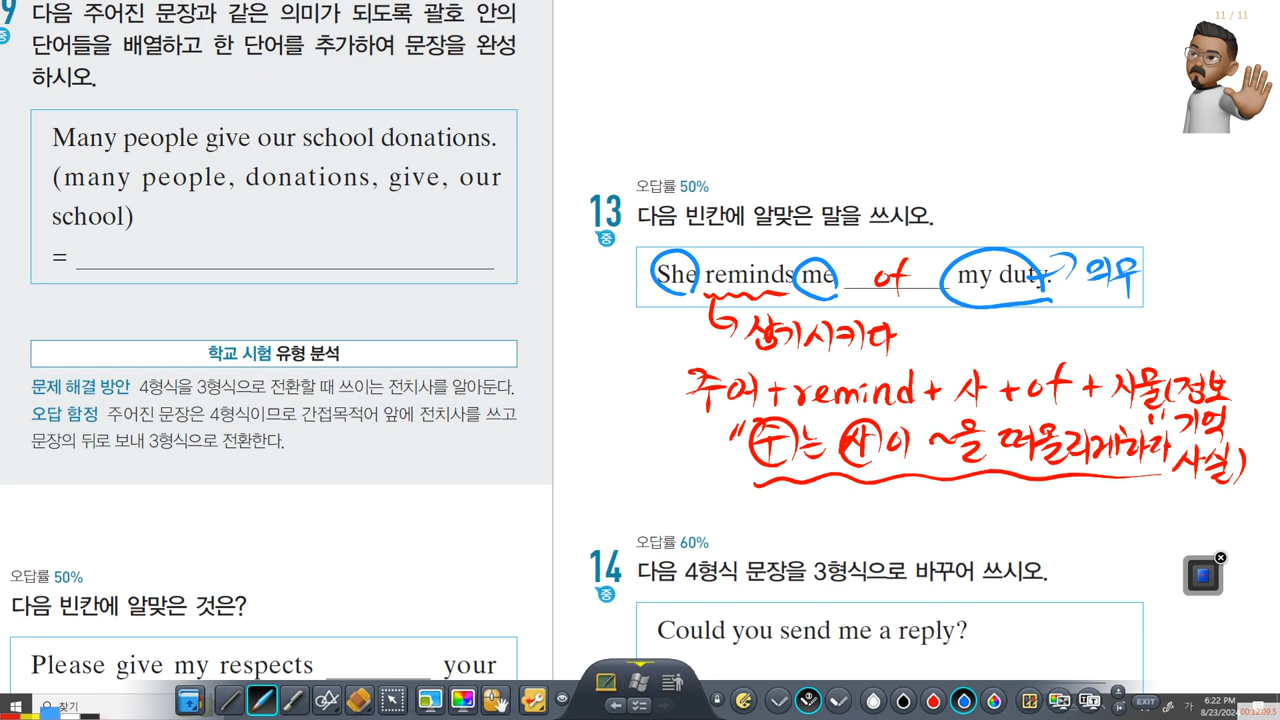 11 / 11
9
중
다음 주어진 문장과 같은 의미가 되도록 괄호 안의
단어들을 배열하고 한 단어를 추가하여 문장을 완성
하시오.
Many people give our school donations.
(many people, donations, give, our
school)
=
학교 시험 유형 분석
문제 해결 방안 4형식을 3형식으로 전환할 때 쓰이는 전치사를 알아둔다.
오답 함정 주어진 문장은 4형식이므로 간접목적어 앞에 전치사를 쓰고
문장의 뒤로 보내 3형식으로 전환한다.
오답률 50%
다음 빈칸에 알맞은 것은?
Please give my respects ________ your
오답률 50%
13
중
다음 빈칸에 알맞은 말을 쓰시오.
She reminds me of my duty. 의무
상기시키다
주어 + remind + 사 + of + 사물(정보
기억
사실)
"주는 사이 ~을 떠올리게하다"
오답률 60%
14
중
다음 4형식 문장을 3형식으로 바꾸어 쓰시오.
Could you send me a reply?
찾기
EXIT
가
6:22 PM
8/23/2024
00:12:09.5